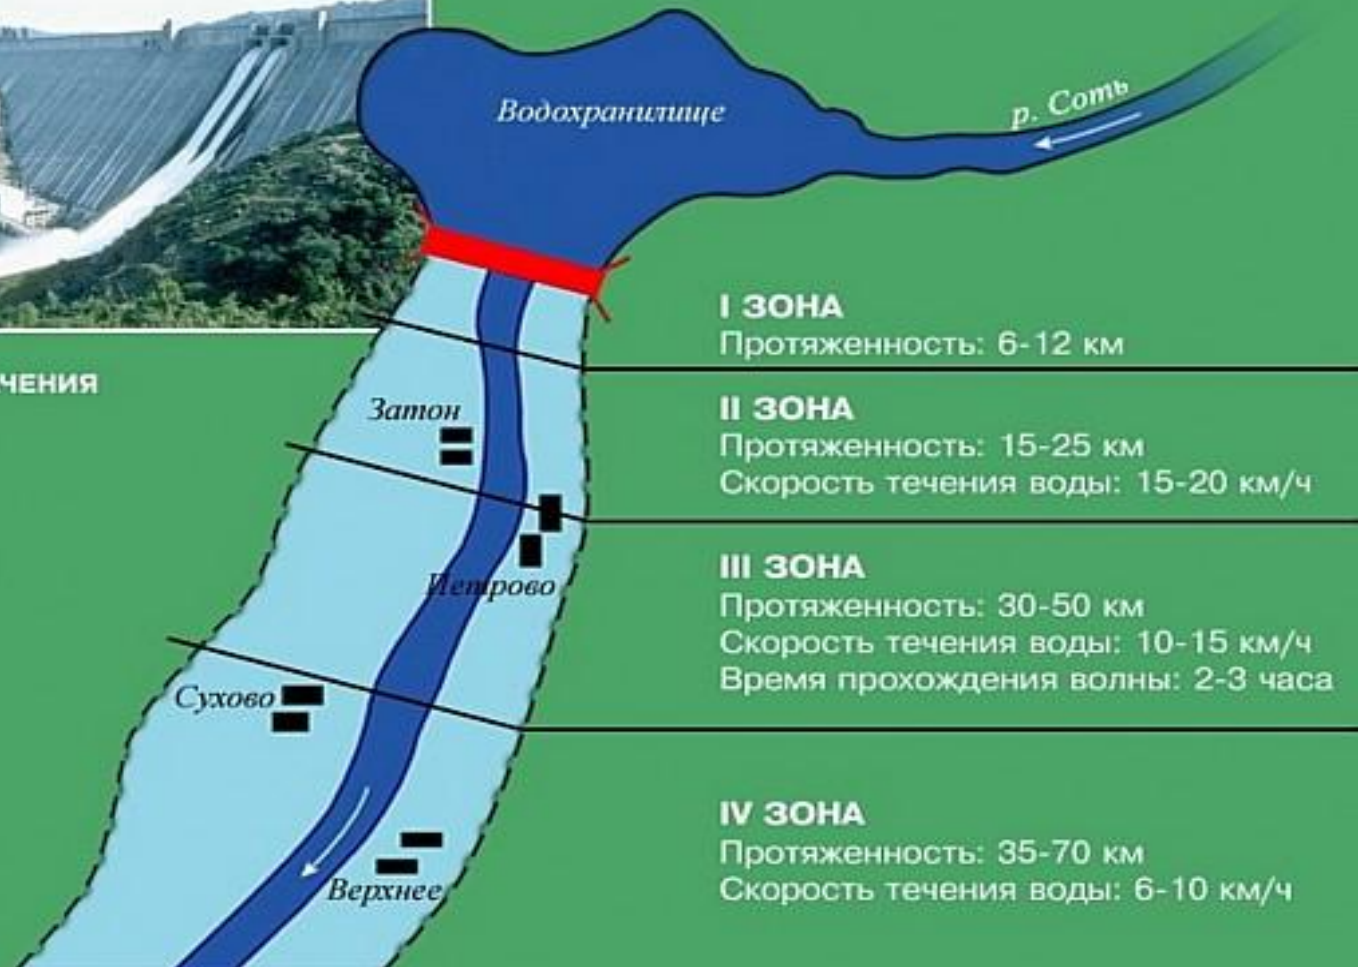 Водохранилище
р. Соть
I ЗОНА
Протяженность: 6-12 км
ЧЕНИЯ
Затон
II ЗОНА
Протяженность: 15-25 км
Скорость течения воды: 15-20 км/ч
Петрово
III ЗОНА
Протяженность: 30-50 км
Скорость течения воды: 10-15 км/ч
Время прохождения волны: 2-3 часа
Сухово
IV ЗОНА
Протяженность: 35-70 км
Скорость течения воды: 6-10 км/ч
Верхнее